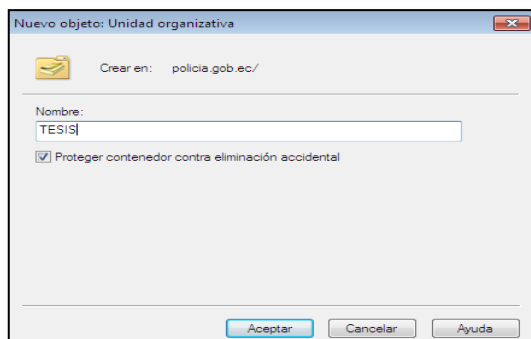 Nuevo objeto: Unidad organizativa
Crear en: policia.gob.ec/
Nombre:
TESIS
Proteger contenedor contra eliminación accidental
Aceptar Cancelar Ayuda